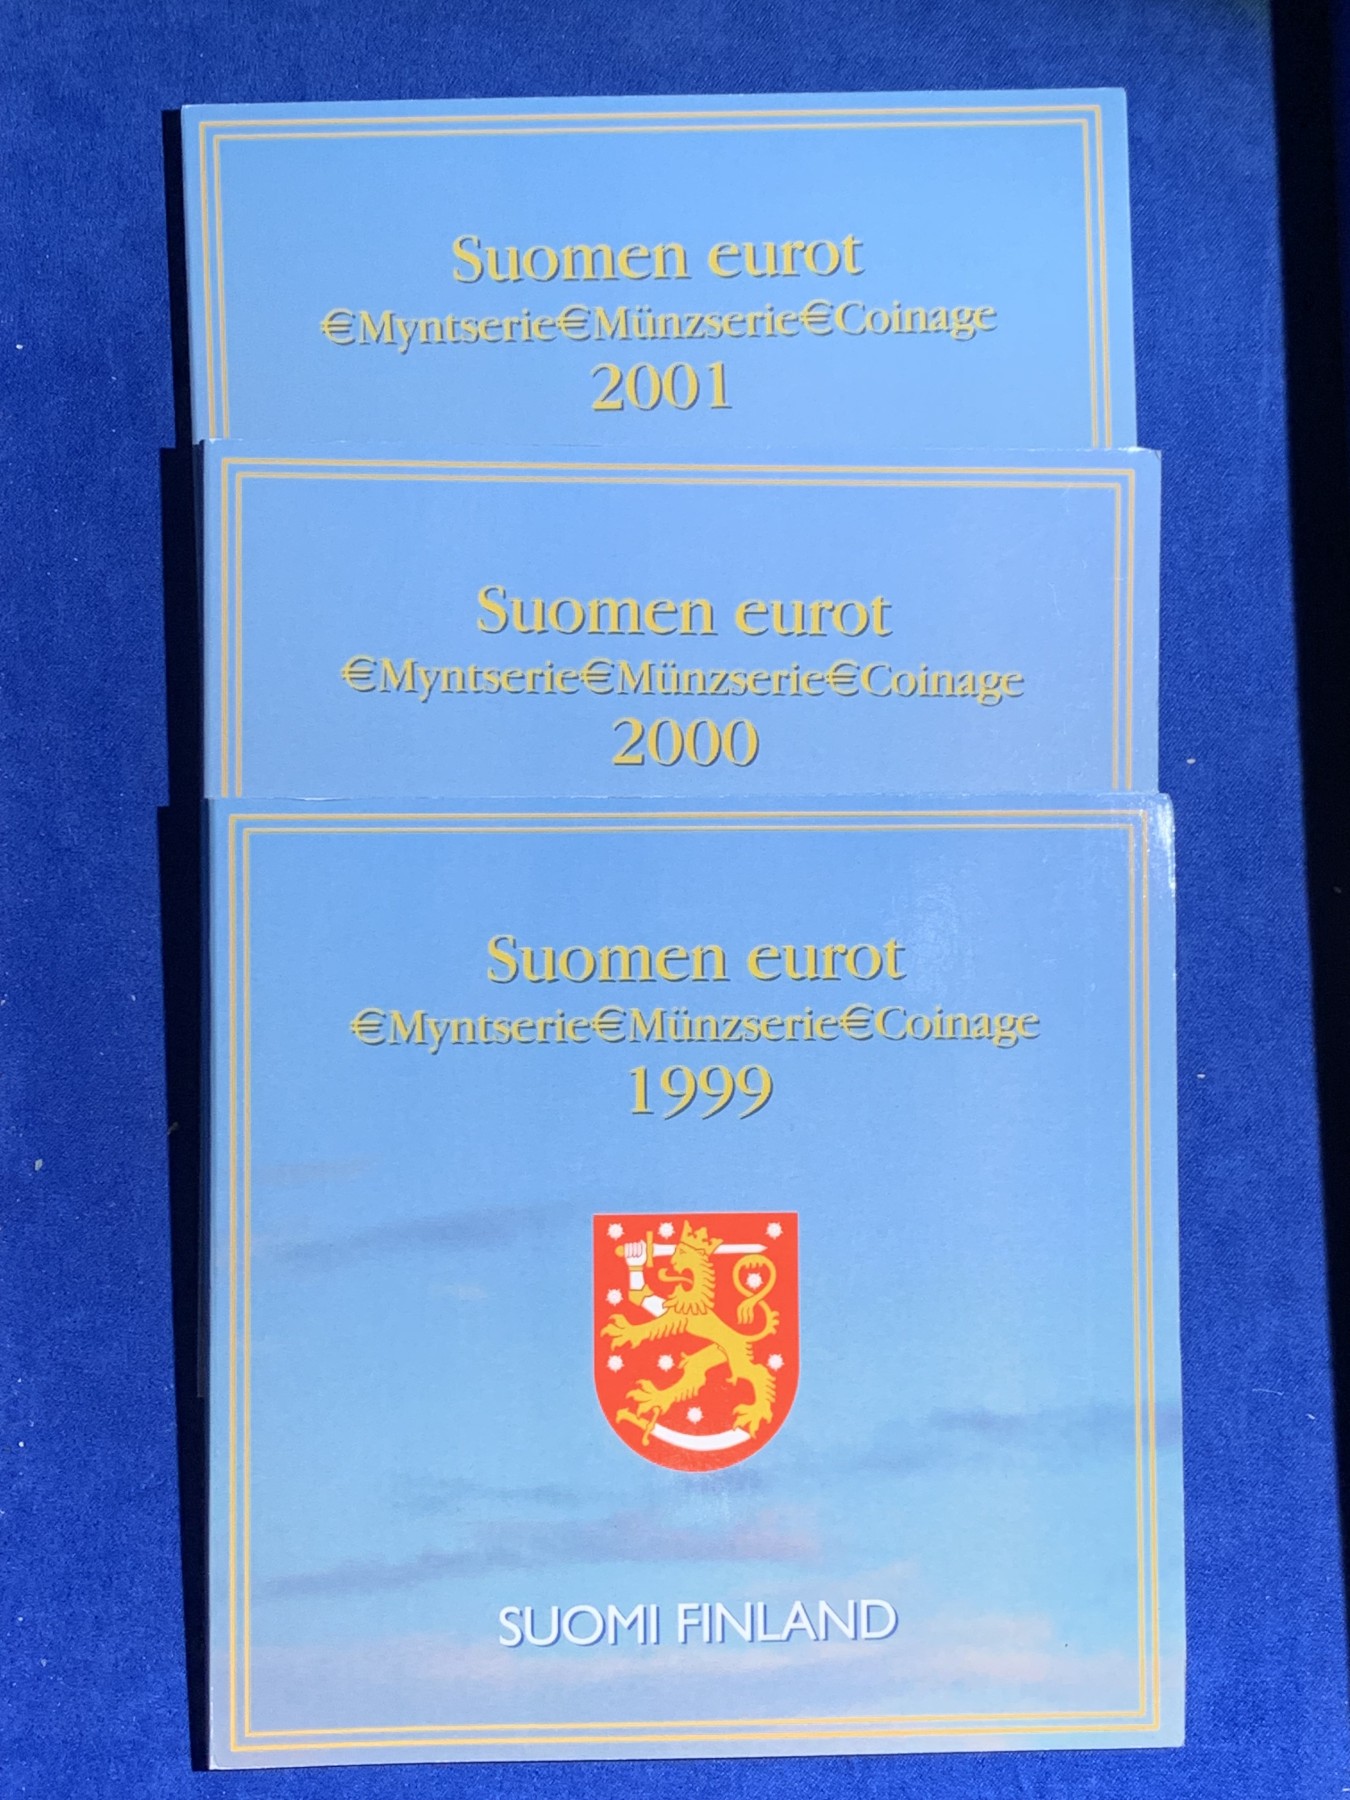 Suomen eurot
€Myntserie€Münzserie€Coinage
2001
Suomen eurot
€Myntserie€Münzserie€Coinage
2000
Suomen eurot
€Myntserie€Münzserie€Coinage
1999
SUOMI FINLAND